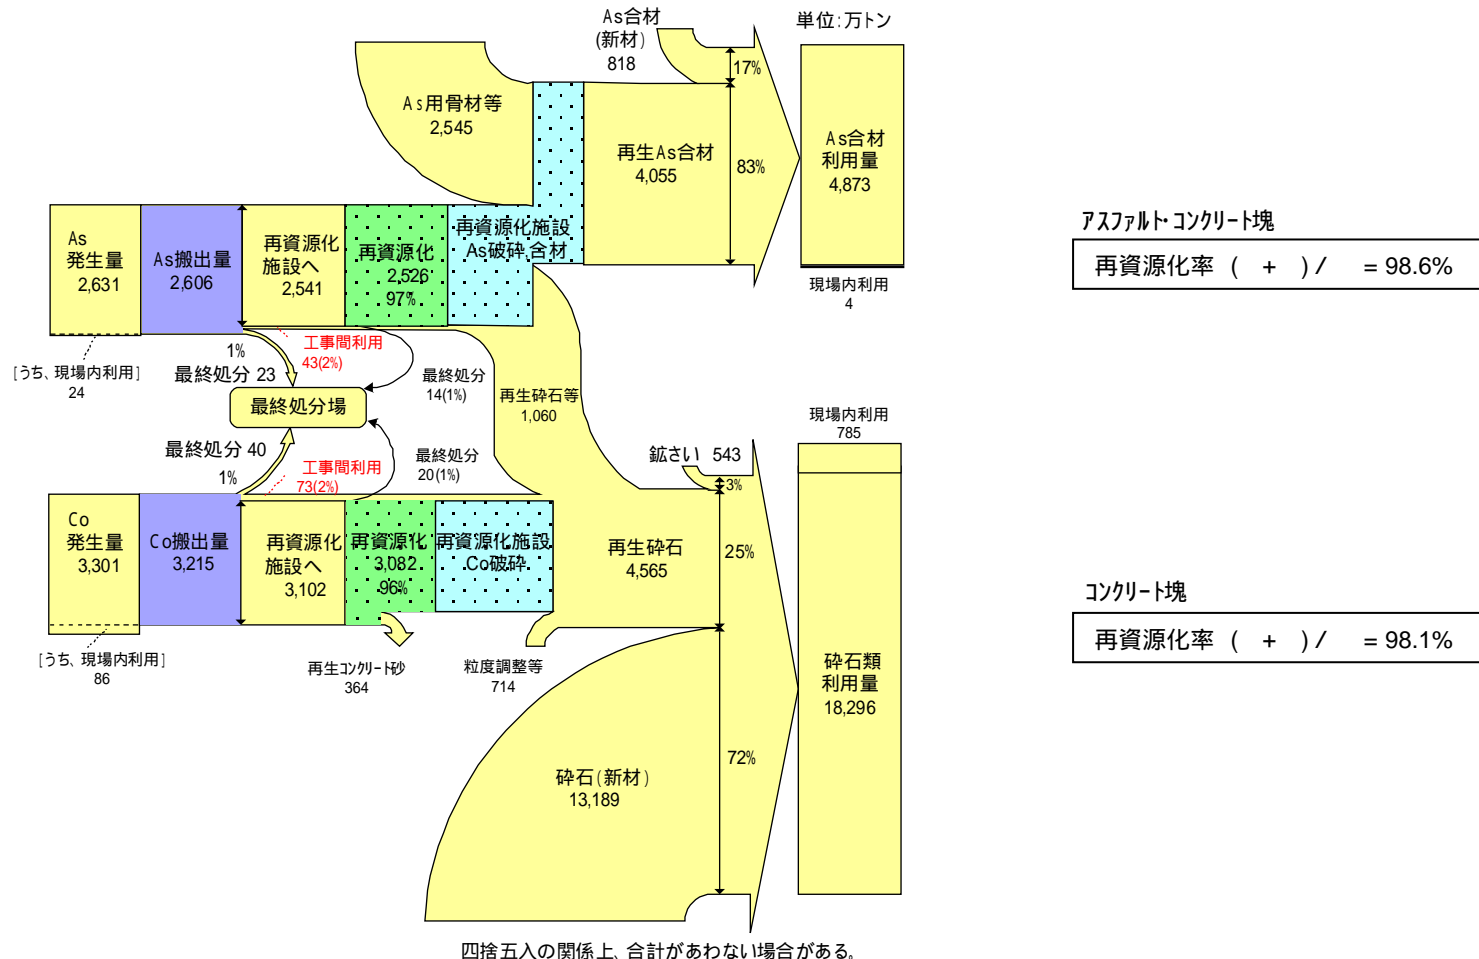 単位:万トン
As合材
(新材)
818
17%
As用骨材等
2,545
再生As合材
4,055
83%
As合材
利用量
4,873
現場内利用
4
As
発生量
2,631
As搬出量
2,606
再資源化
施設へ
2,541
再資源化
2,526
97%
再資源化施設
As破砕,合材
[うち、現場内利用]
24
1%
最終処分 23
工事間利用
43(2%)
最終処分
14(1%)
最終処分場
再生砕石等
1,060
最終処分 40
1%
工事間利用
73(2%)
最終処分
20(1%)
鉱さい 543
3%
現場内利用
785
Co
発生量
3,301
Co搬出量
3,215
再資源化
施設へ
3,102
再資源化
3,082
96%
再資源化施設
Co破砕
再生砕石
4,565
25%
[うち、現場内利用]
86
再生コンクリート砂
364
粒度調整等
714
砕石(新材)
13,189
72%
砕石類
利用量
18,296
アスファルト・コンクリート塊
再資源化率 ( + )/ = 98.6%
コンクリート塊
再資源化率 ( + )/ = 98.1%
四捨五入の関係上、合計があわない場合がある。